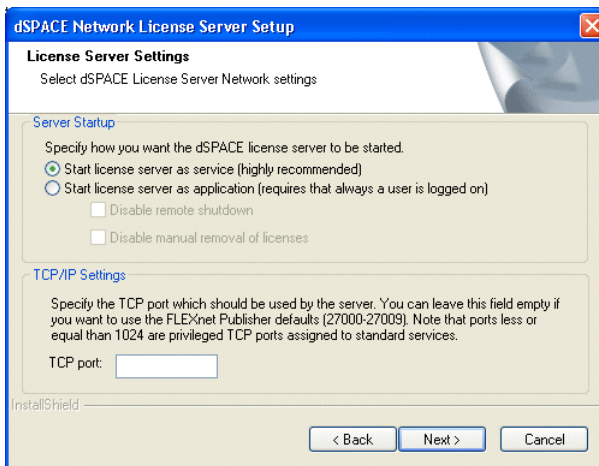 dSPACE Network License Server Setup
License Server Settings
Select dSPACE License Server Network settings
Server Startup
Specify how you want the dSPACE license server to be started.
Start license server as service (highly recommended)
Start license server as application (requires that always a user is logged on)
Disable remote shutdown
Disable manual removal of licenses
TCP/IP Settings
Specify the TCP port which should be used by the server. You can leave this field empty if
you want to use the FLEXnet Publisher defaults (27000-27009). Note that ports less or
equal than 1024 are privileged TCP ports assigned to standard services.
TCP port:
InstallShield
< Back Next > Cancel